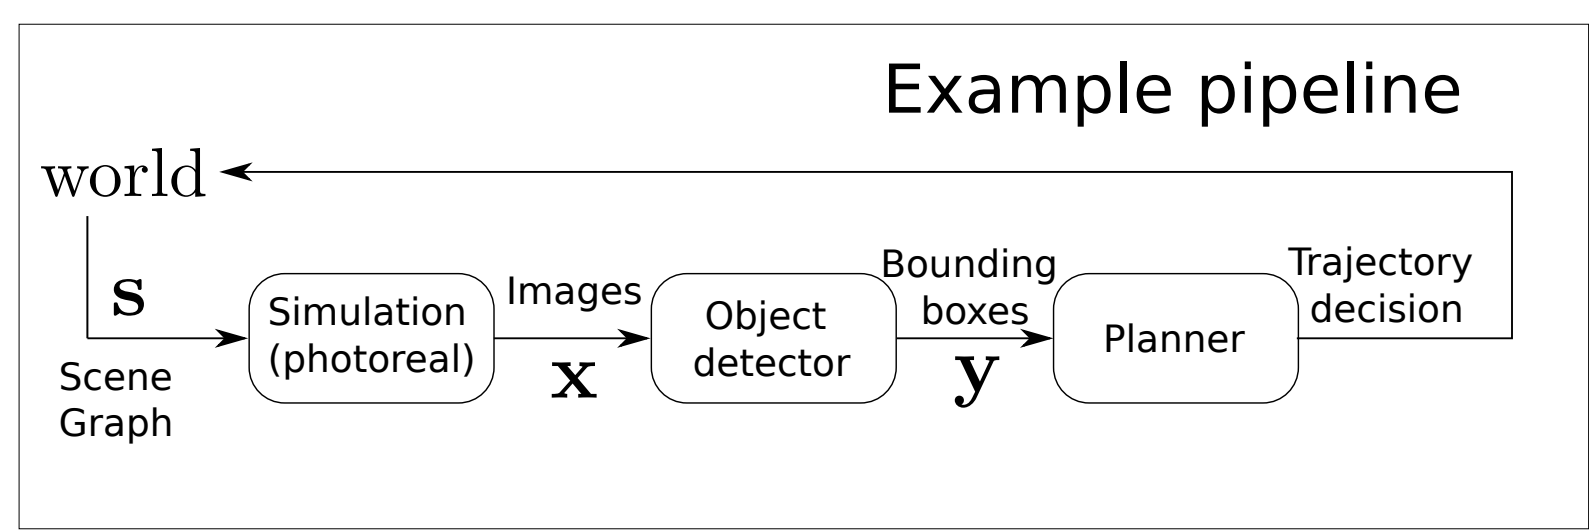 Example pipeline
world
s
Scene
Graph
Simulation
(photoreal)
Images
x
Object
detector
Bounding
boxes
y
Planner
Trajectory
decision